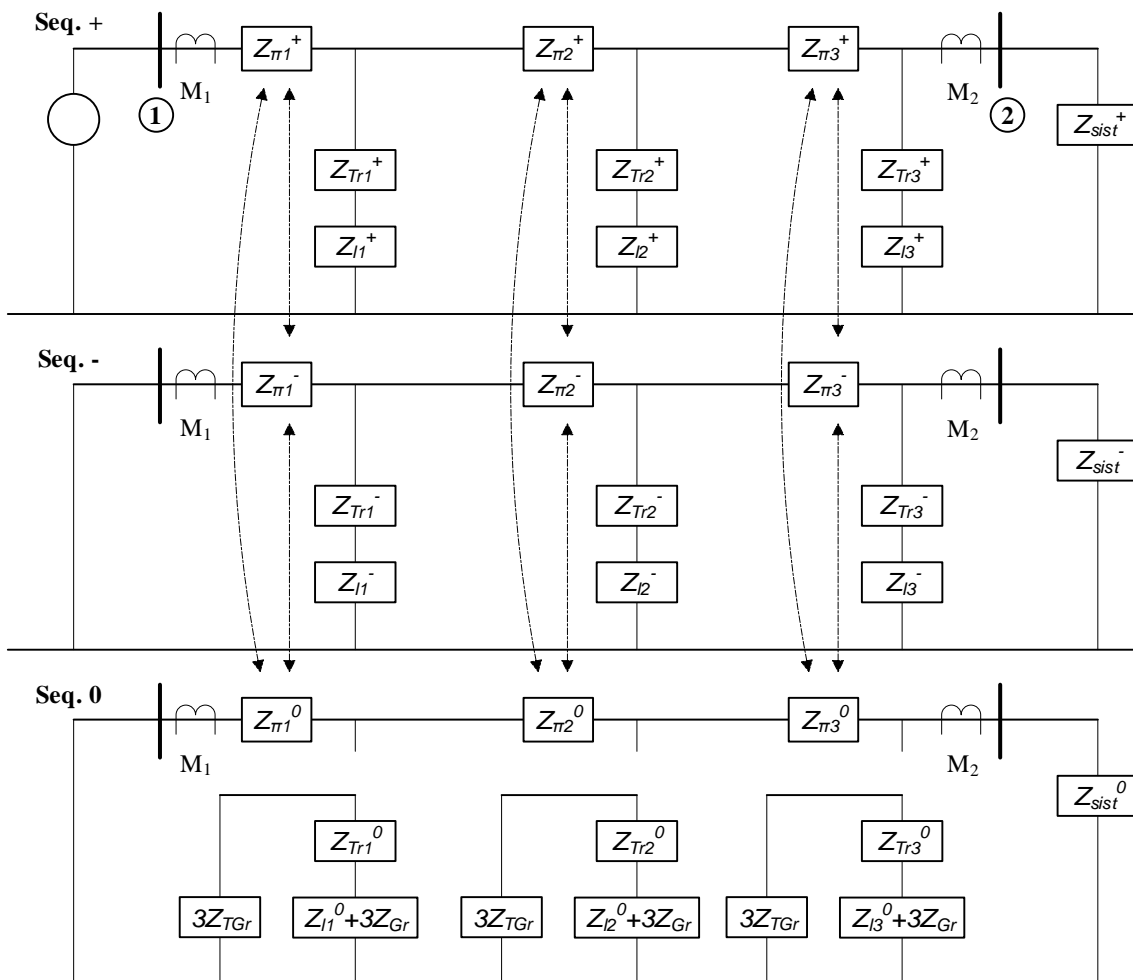 Seq. +
Zπ1+ Zπ2+ Zπ3+
M1 M2
1 2
Zsist+
ZTr1+ ZTr2+ ZTr3+
Zl1+ Zl2+ Zl3+
Seq. -
Zπ1- Zπ2- Zπ3-
M1 M2
Zsist-
ZTr1- ZTr2- ZTr3-
Zl1- Zl2- Zl3-
Seq. 0
Zπ10 Zπ20 Zπ30
M1 M2
Zsist0
ZTr10 ZTr20 ZTr30
3ZTGr Zl10+3ZGr 3ZTGr Zl20+3ZGr 3ZTGr Zl30+3ZGr